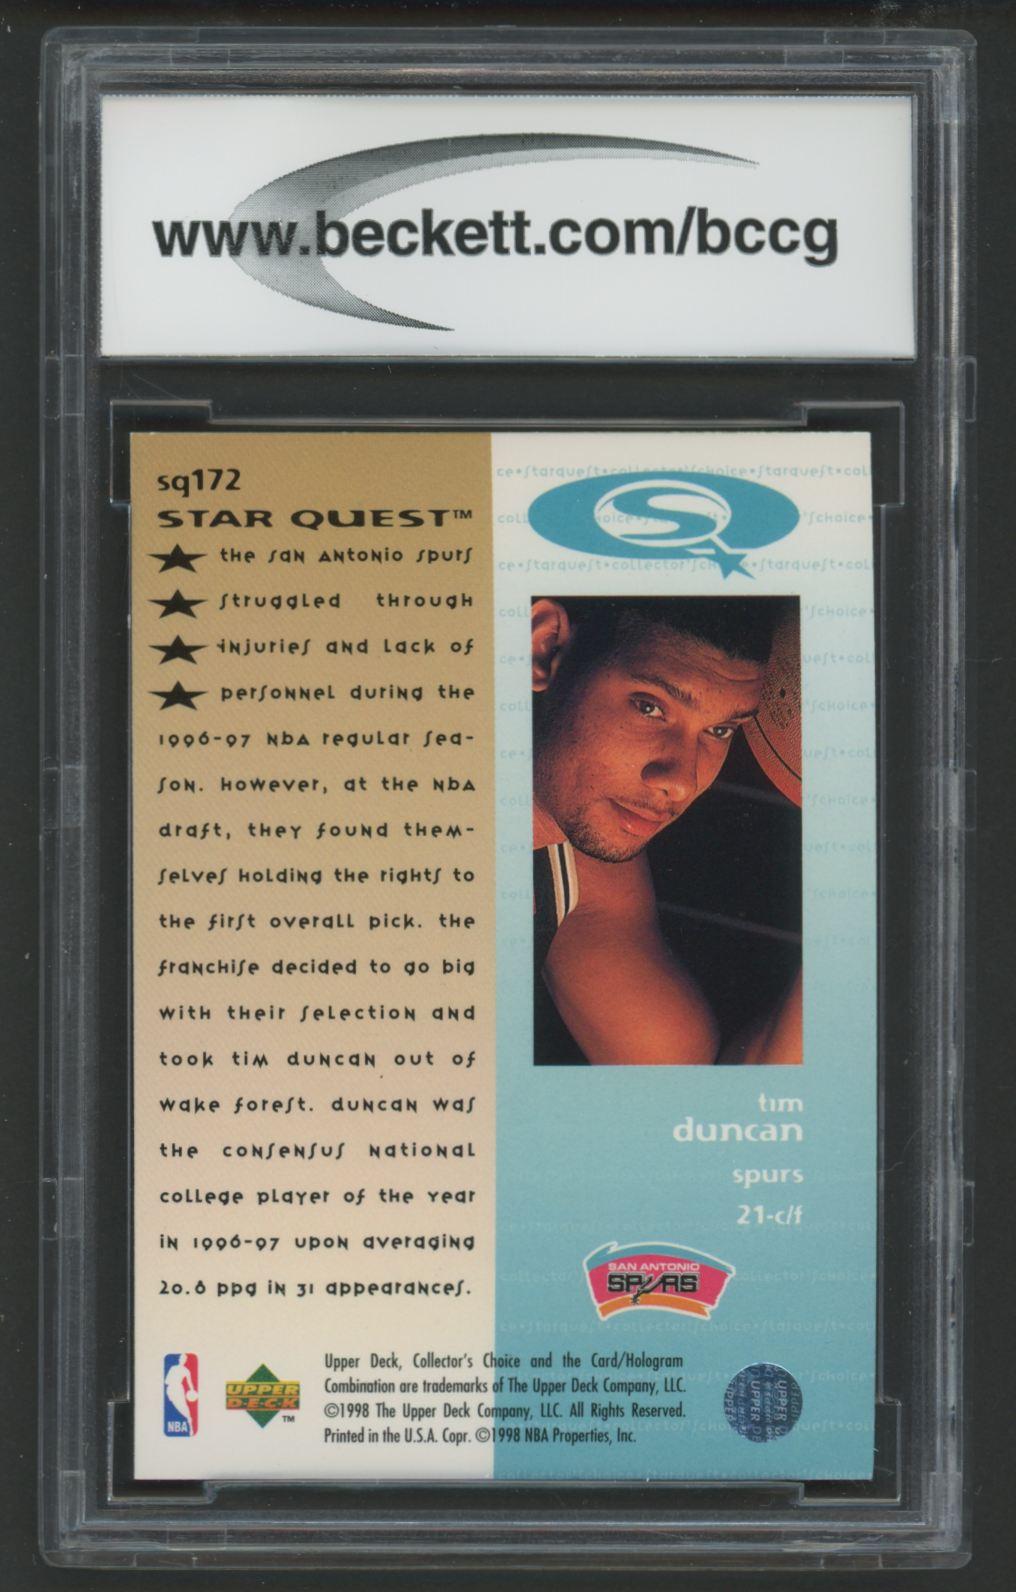 www.beckett.com/bccg
sq172
STAR QUEST™
the san antonio spurs
struggled through
injuries and lack of
personnel during the
1996-97 nba regular sea-
son. however, at the nba
draft, they found them-
selves holding the rights to
the first overall pick. the
franchise decided to go big
with their selection and
took tim duncan out of
wake forest. duncan was
the consensus national
college player of the year
in 1996-97 upon averaging
20.8 ppg in 31 appearances.
SQ
tim
duncan
spurs
21-c/f
SAN ANTONIO
SPURS
NBA
UPPER
DECK
™
Upper Deck, Collector's Choice and the Card/Hologram
Combination are trademarks of The Upper Deck Company, LLC.
©1998 The Upper Deck Company, LLC. All Rights Reserved.
Printed in the U.S.A. Copr. ©1998 NBA Properties, Inc.